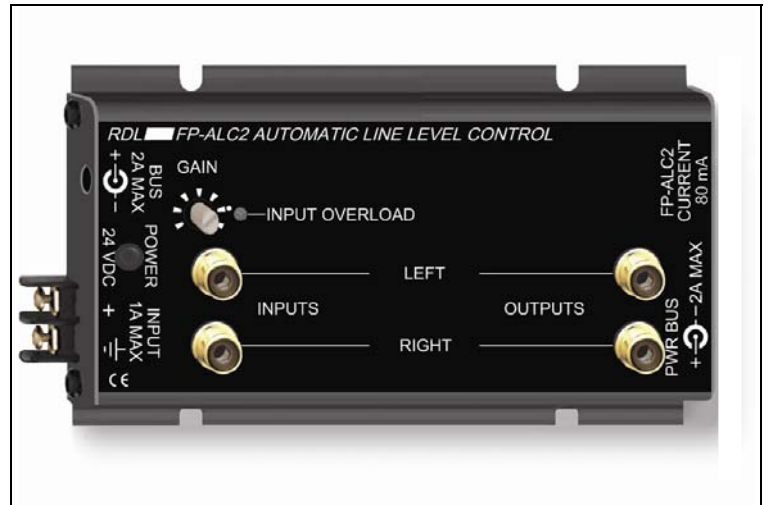 RDL FP-ALC2 AUTOMATIC LINE LEVEL CONTROL
GAIN
INPUT OVERLOAD
LEFT
INPUTS
OUTPUTS
RIGHT
+ -
BUS
2A MAX
POWER
24 VDC
INPUT
1A MAX
+
CE
FP-ALC2
CURRENT
80 mA
PWR BUS
+ - 2A MAX